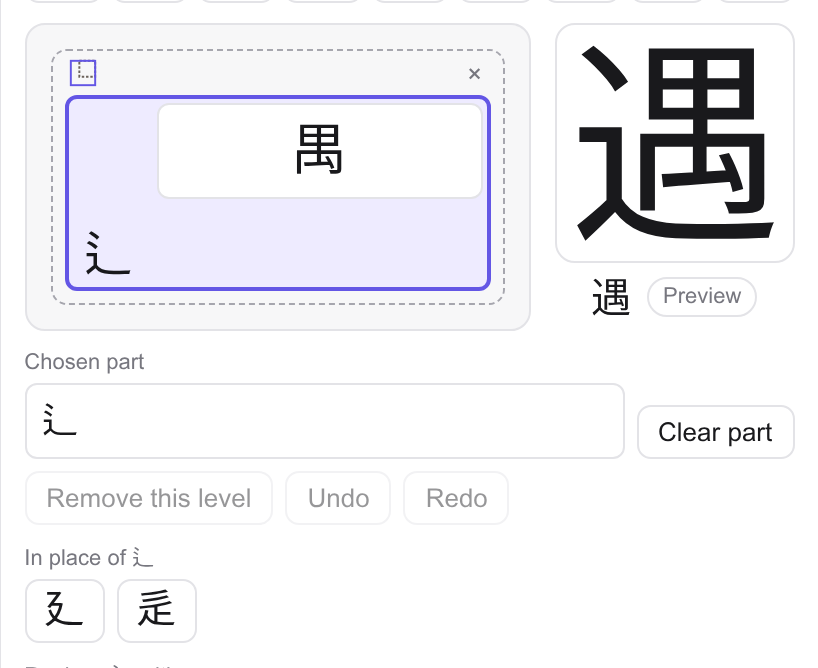 ×
禺
辶
遇
遇 Preview
Chosen part
辶
Clear part
Remove this level Undo Redo
In place of 辶
廴 辵